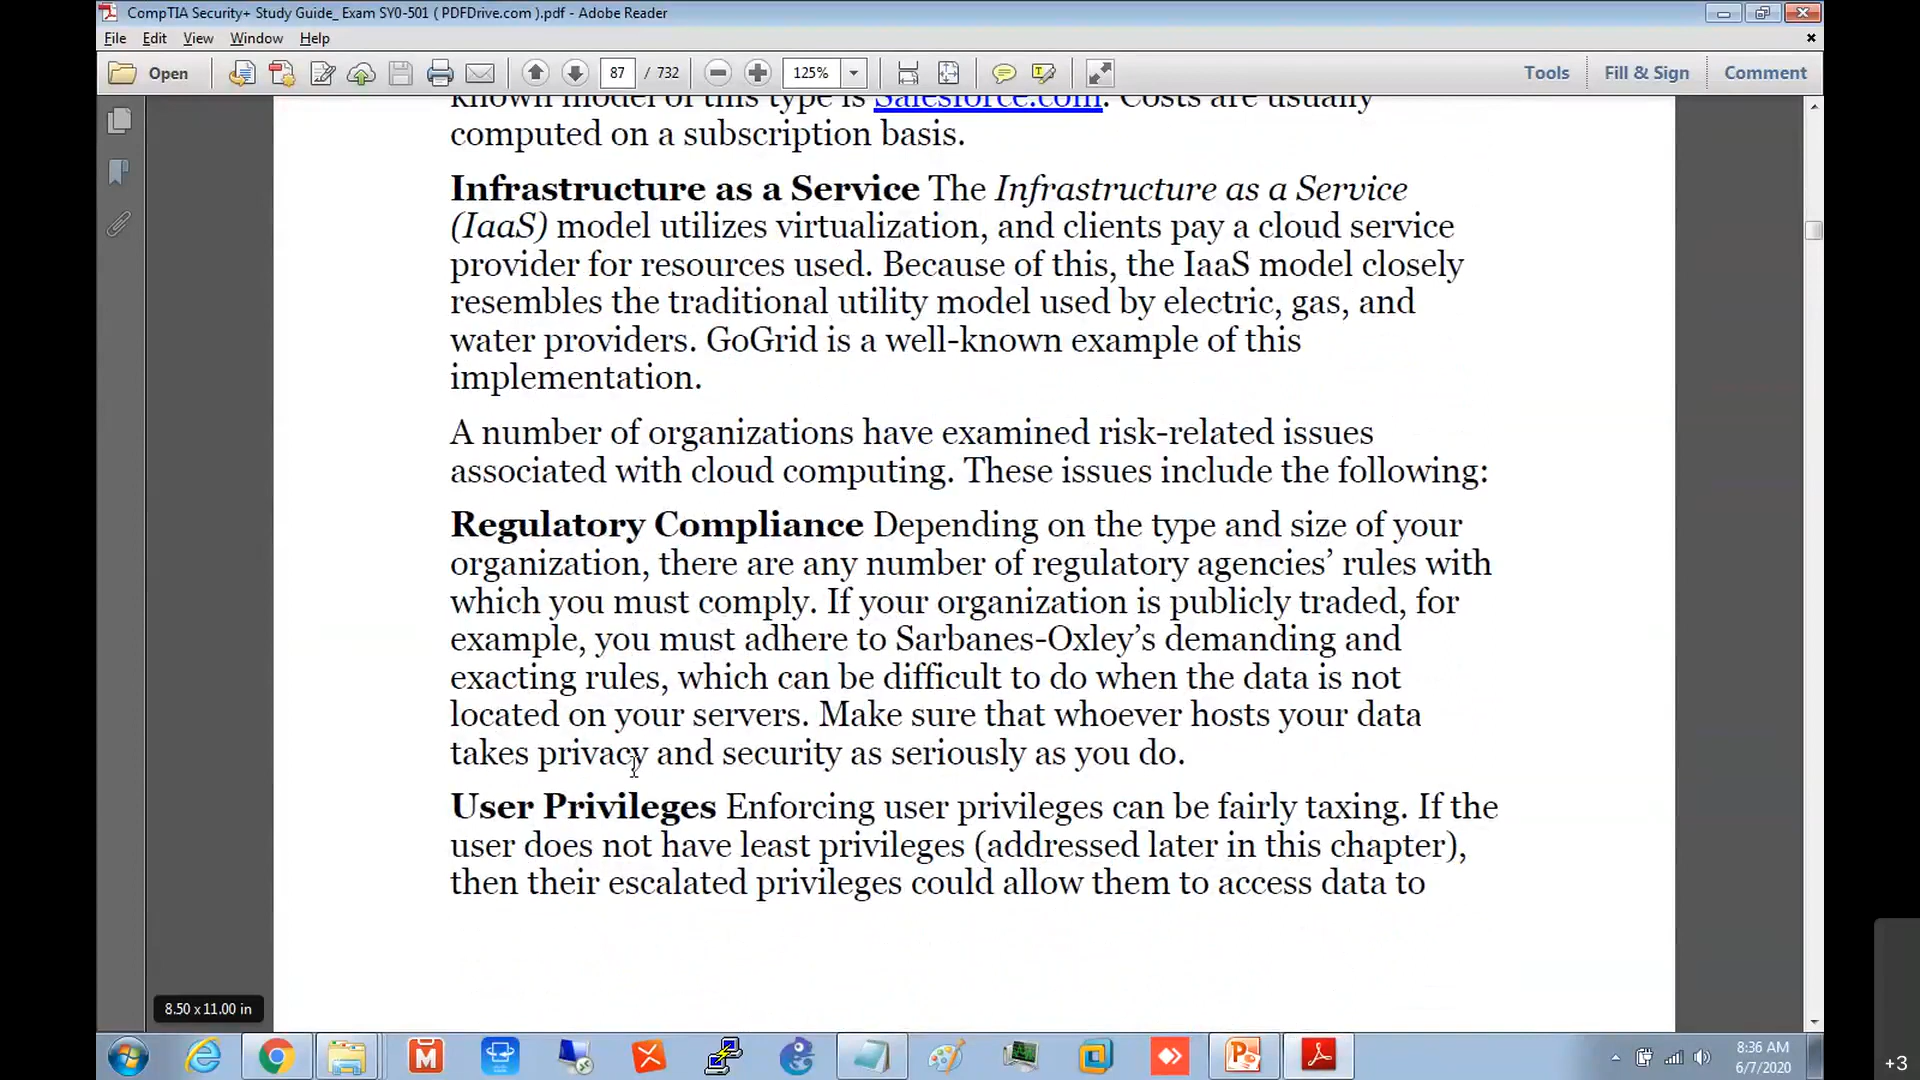 CompTIA Security+ Study Guide_ Exam SY0-501 ( PDFDrive.com ).pdf - Adobe Reader
File Edit View Window Help
Open 87 / 732 125% Tools Fill & Sign Comment
known model of this type is Salesforce.com. Costs are usually
computed on a subscription basis.
Infrastructure as a Service The Infrastructure as a Service
(IaaS) model utilizes virtualization, and clients pay a cloud service
provider for resources used. Because of this, the IaaS model closely
resembles the traditional utility model used by electric, gas, and
water providers. GoGrid is a well-known example of this
implementation.
A number of organizations have examined risk-related issues
associated with cloud computing. These issues include the following:
Regulatory Compliance Depending on the type and size of your
organization, there are any number of regulatory agencies’ rules with
which you must comply. If your organization is publicly traded, for
example, you must adhere to Sarbanes-Oxley’s demanding and
exacting rules, which can be difficult to do when the data is not
located on your servers. Make sure that whoever hosts your data
takes privacy and security as seriously as you do.
User Privileges Enforcing user privileges can be fairly taxing. If the
user does not have least privileges (addressed later in this chapter),
then their escalated privileges could allow them to access data to
8.50 x 11.00 in
8:36 AM
6/7/2020
+3